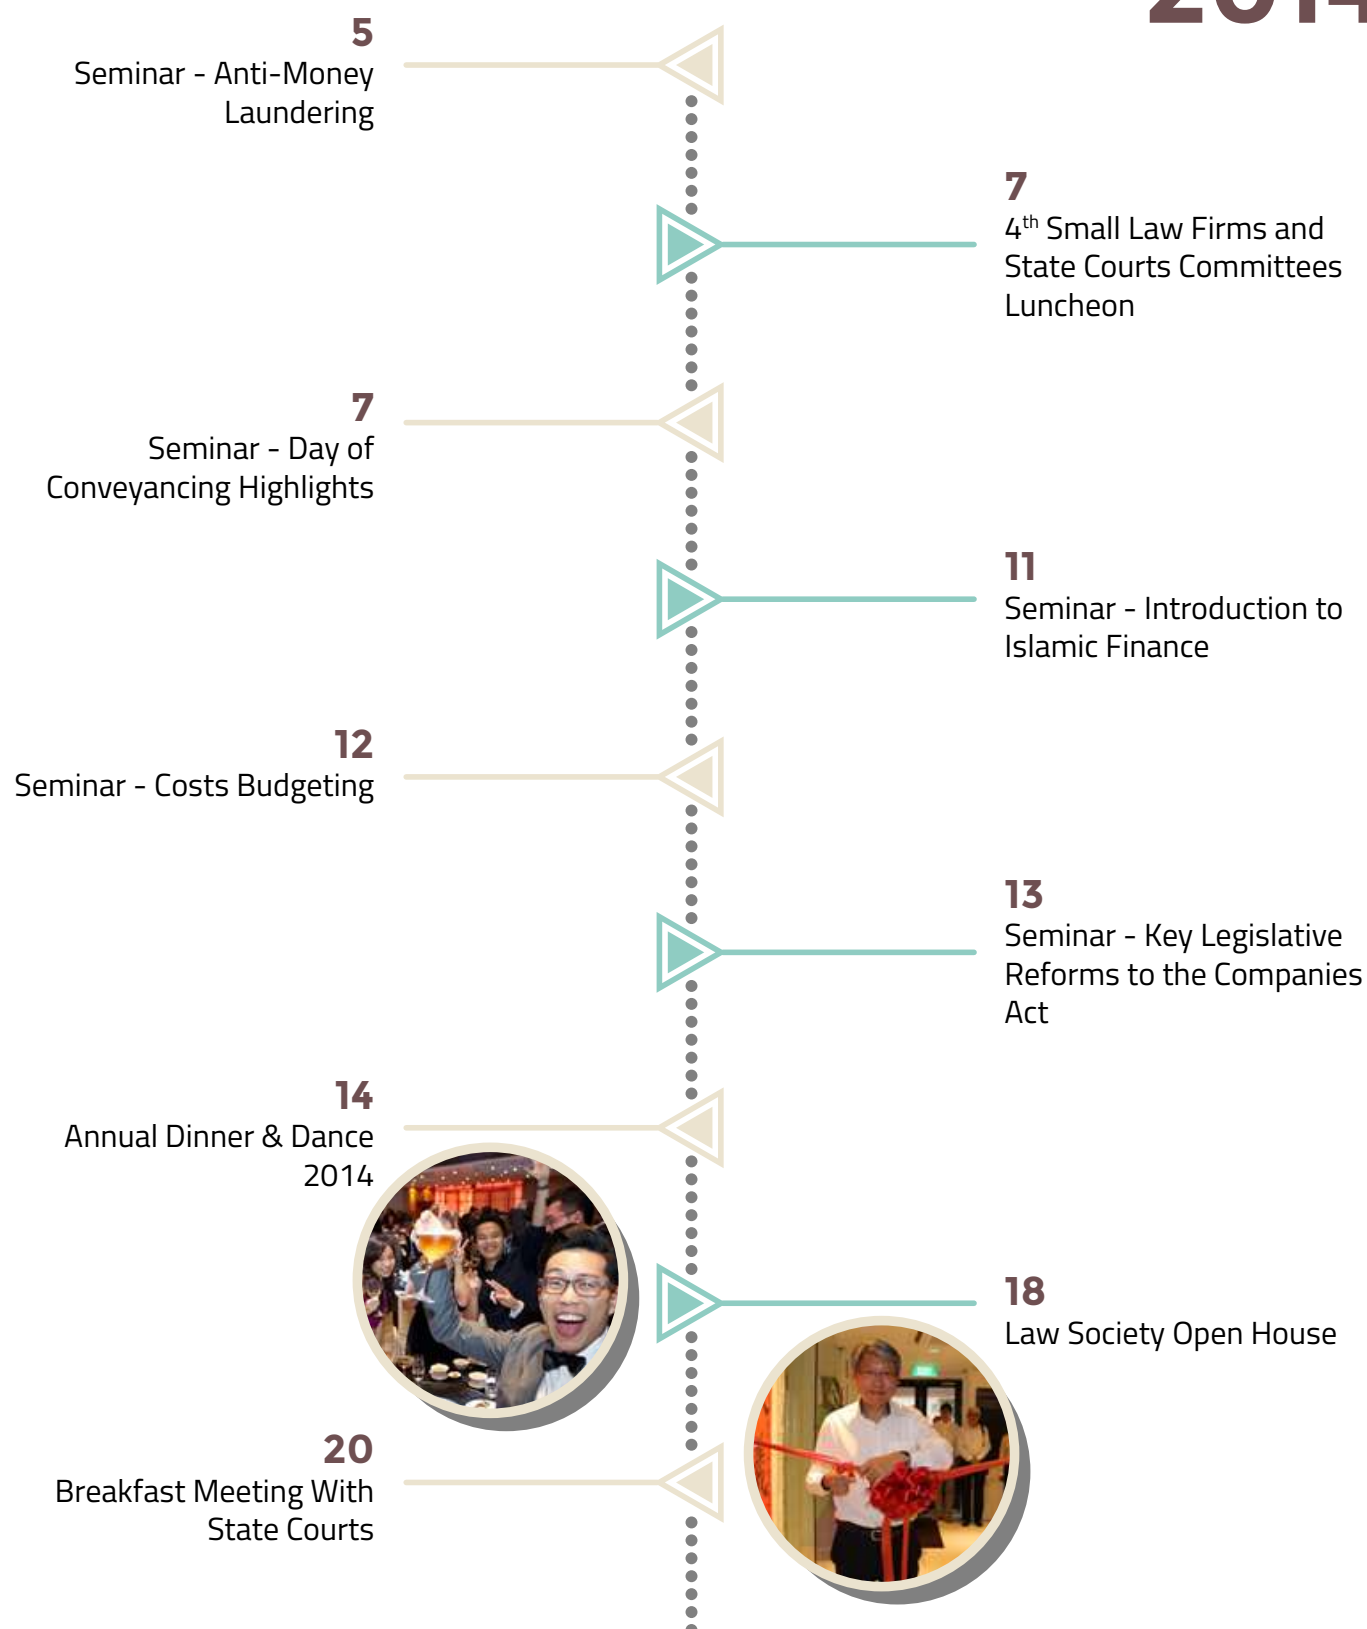 2014
5
Seminar - Anti-Money
Laundering
7
4th Small Law Firms and
State Courts Committees
Luncheon
7
Seminar - Day of
Conveyancing Highlights
11
Seminar - Introduction to
Islamic Finance
12
Seminar - Costs Budgeting
13
Seminar - Key Legislative
Reforms to the Companies
Act
14
Annual Dinner & Dance
2014
18
Law Society Open House
20
Breakfast Meeting With
State Courts